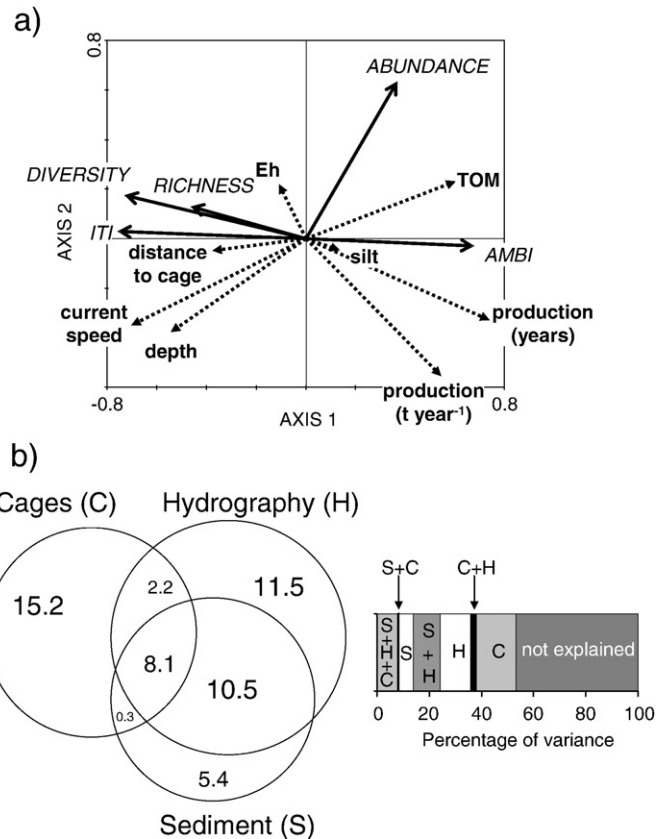 a)
0.8
ABUNDANCE
Eh
TOM
DIVERSITY
RICHNESS
AXIS 2
ITI
distance
to cage
silt
AMBI
current
speed
depth
production
(years)
production
(t year⁻¹)
-0.8
0.8
AXIS 1
b)
Cages (C)
Hydrography (H)
15.2
2.2
11.5
8.1
10.5
0.3
5.4
Sediment (S)
S+C
C+H
S
+
H
+
C
S
S
+
H
H
C
not explained
0 20 40 60 80 100
Percentage of variance